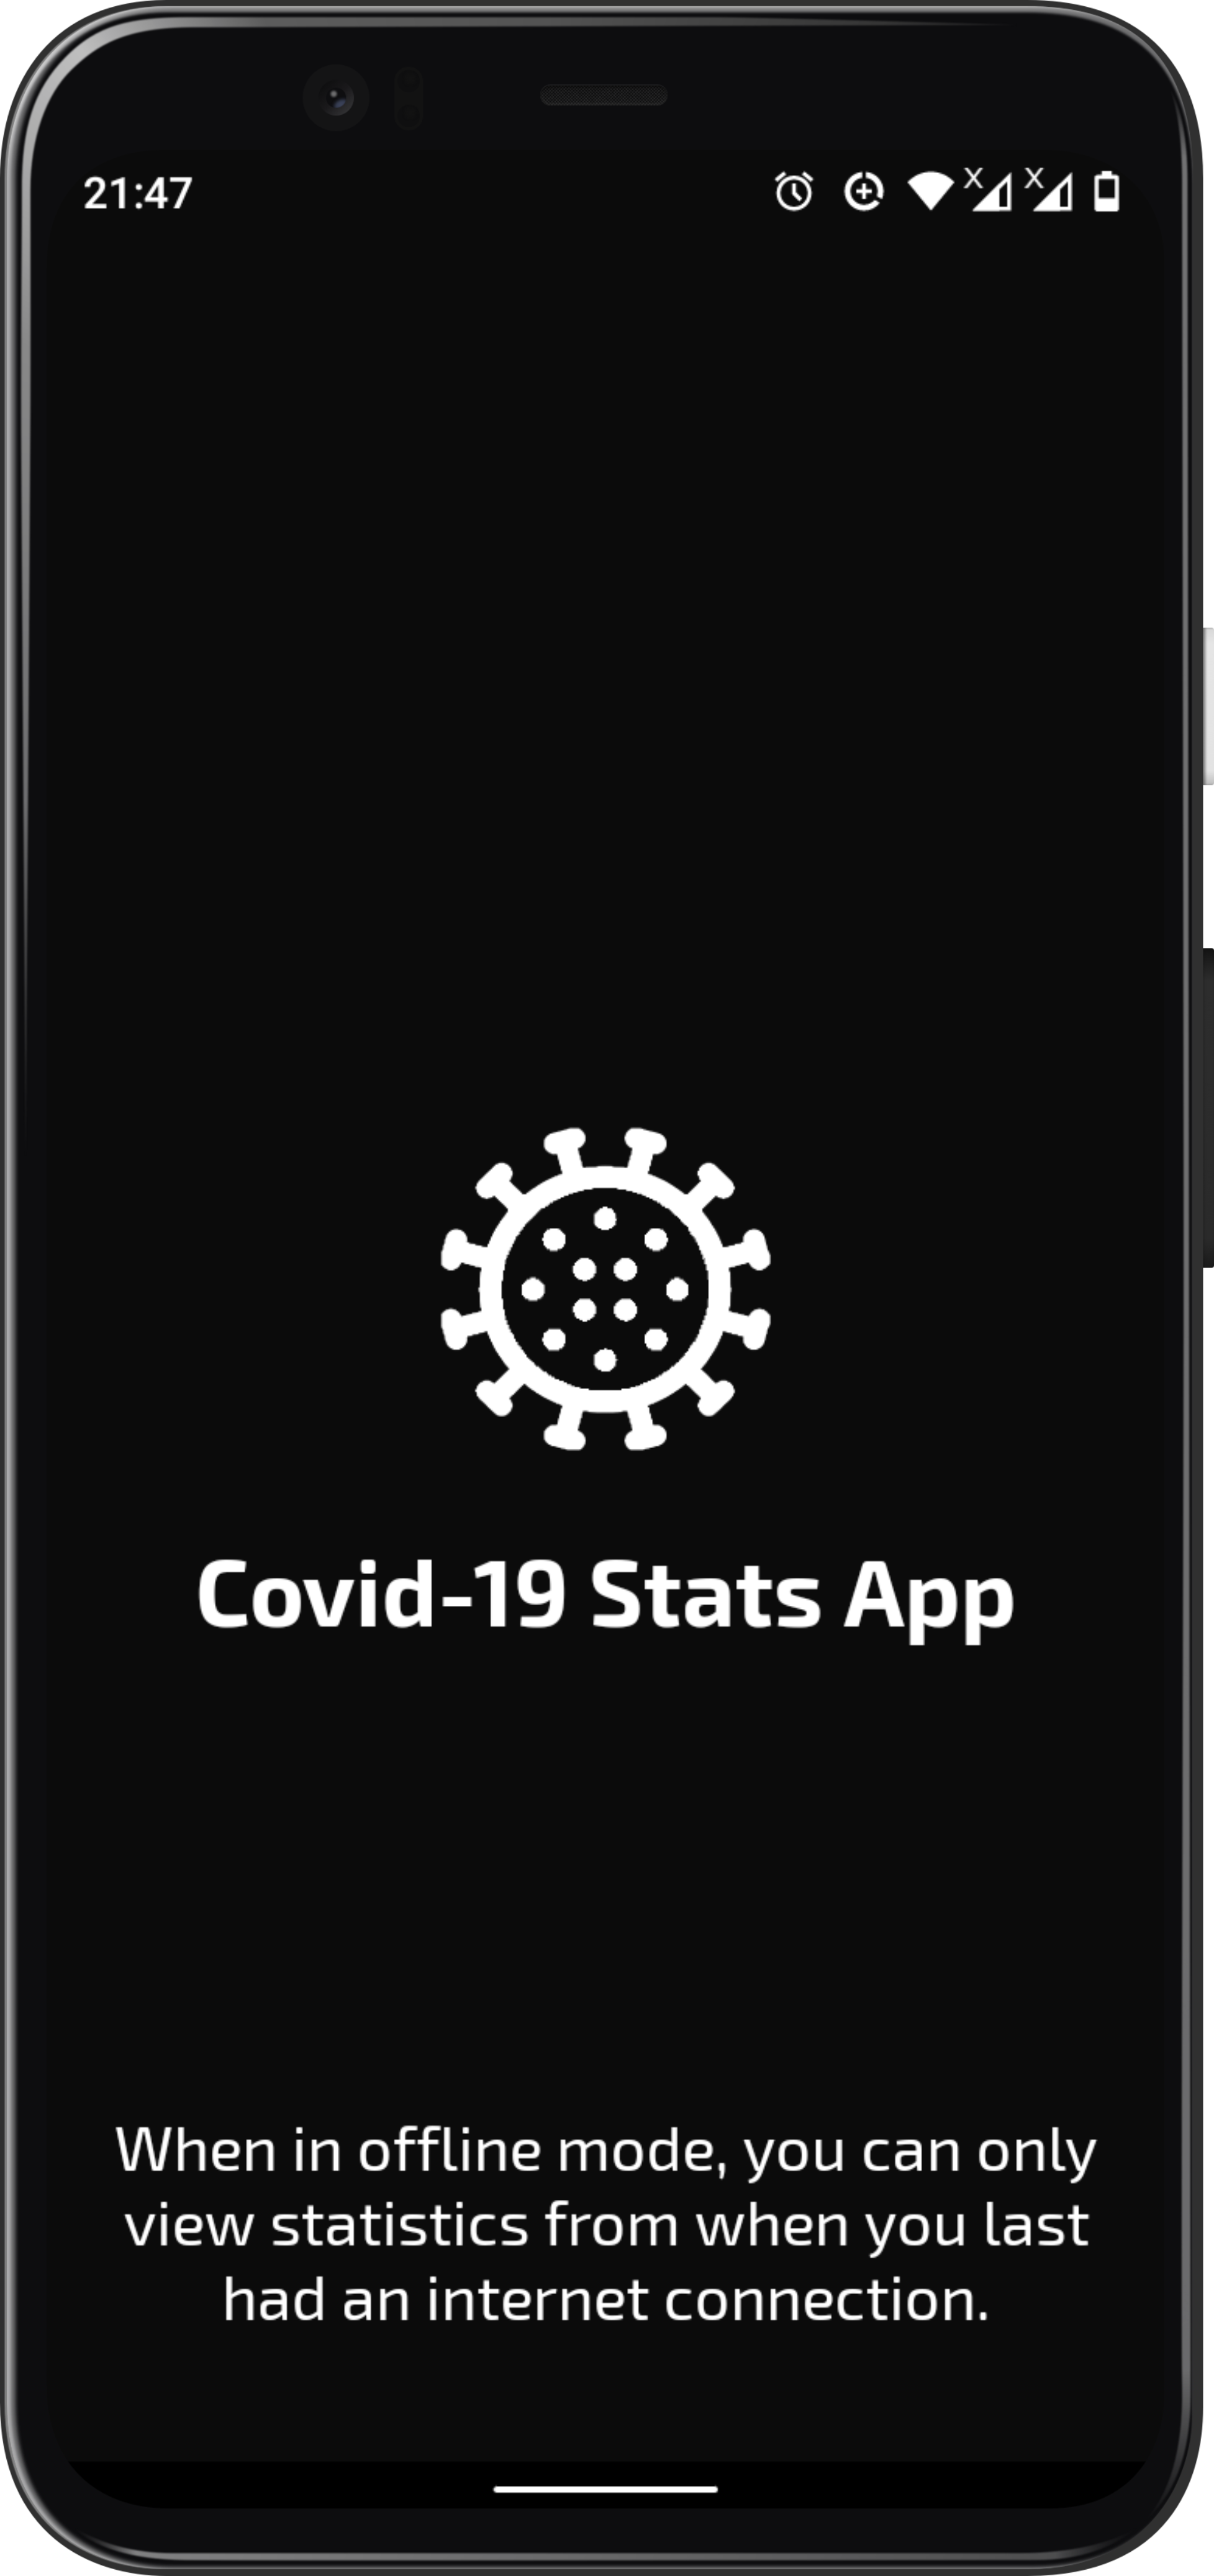 21:47
Covid-19 Stats App
When in offline mode, you can only
view statistics from when you last
had an internet connection.